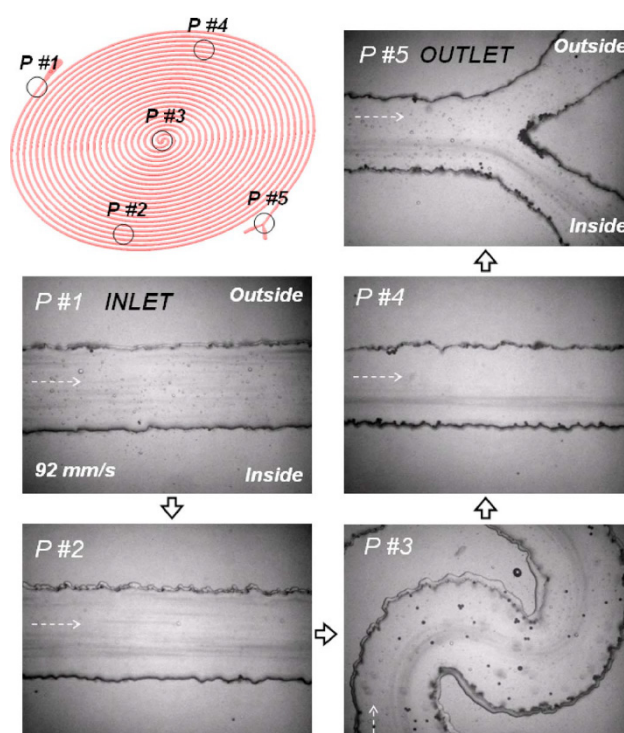 P #4
P #1
P #3
P #2
P #5
P #5 OUTLET
Outside
Inside
P #1 INLET
Outside
92 mm/s
Inside
P #4
P #2
P #3